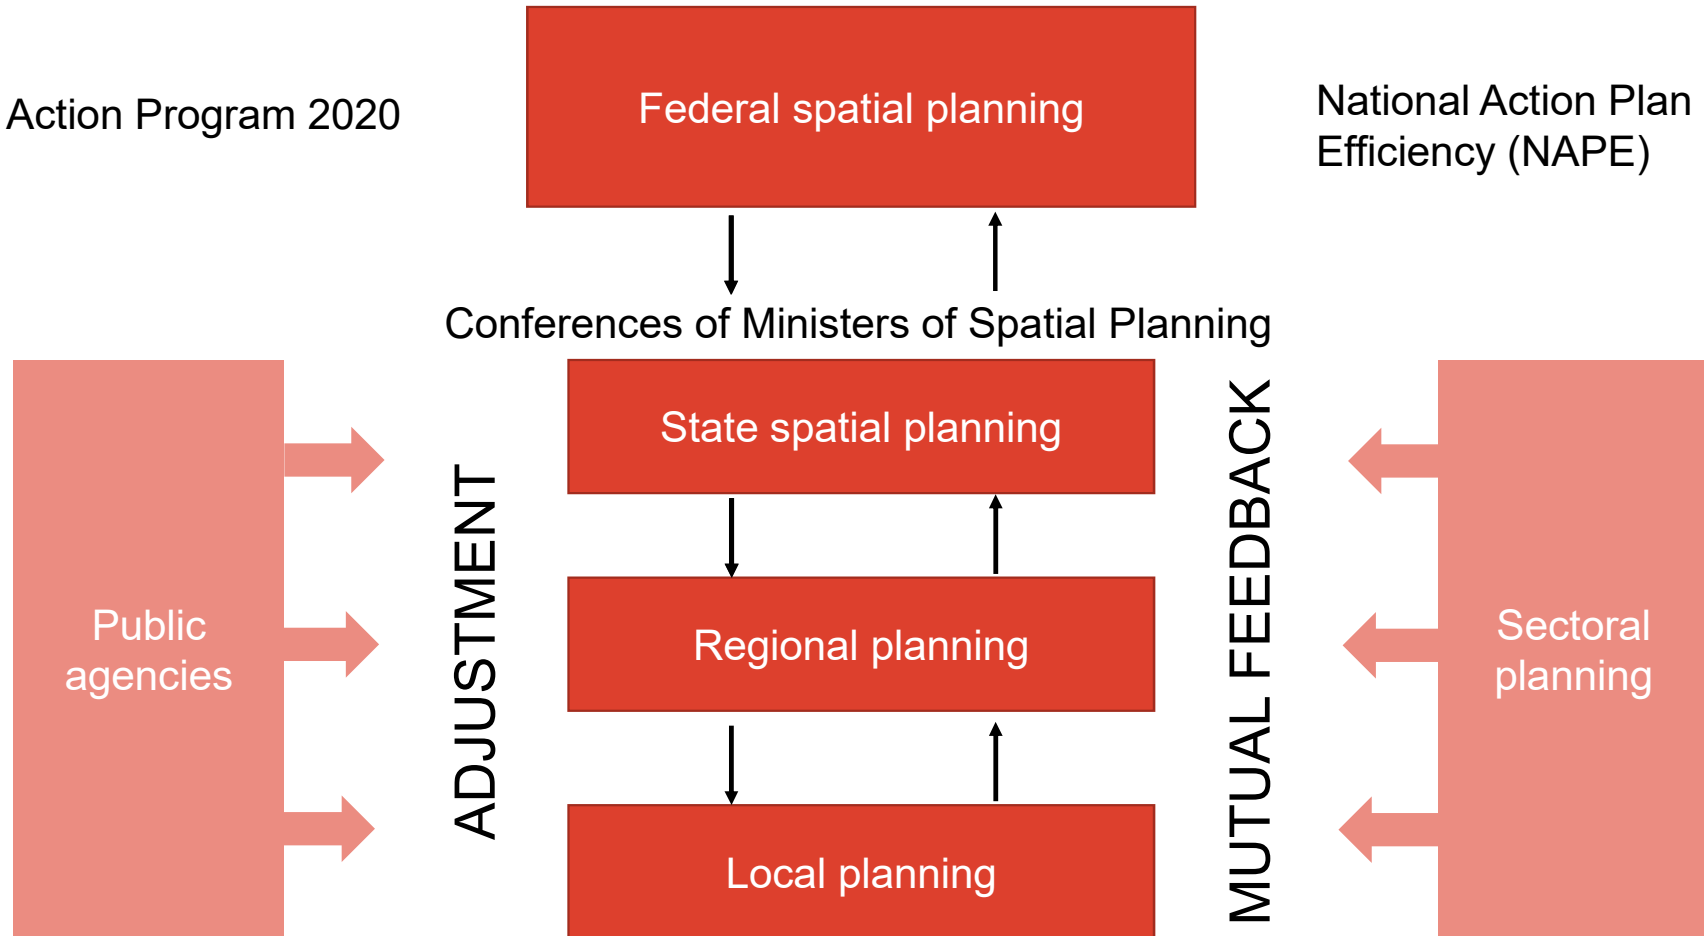 Federal spatial planning
Action Program 2020
National Action Plan
Efficiency (NAPE)
Conferences of Ministers of Spatial Planning
State spatial planning
ADJUSTMENT
MUTUAL FEEDBACK
Public
agencies
Regional planning
Sectoral
planning
Local planning